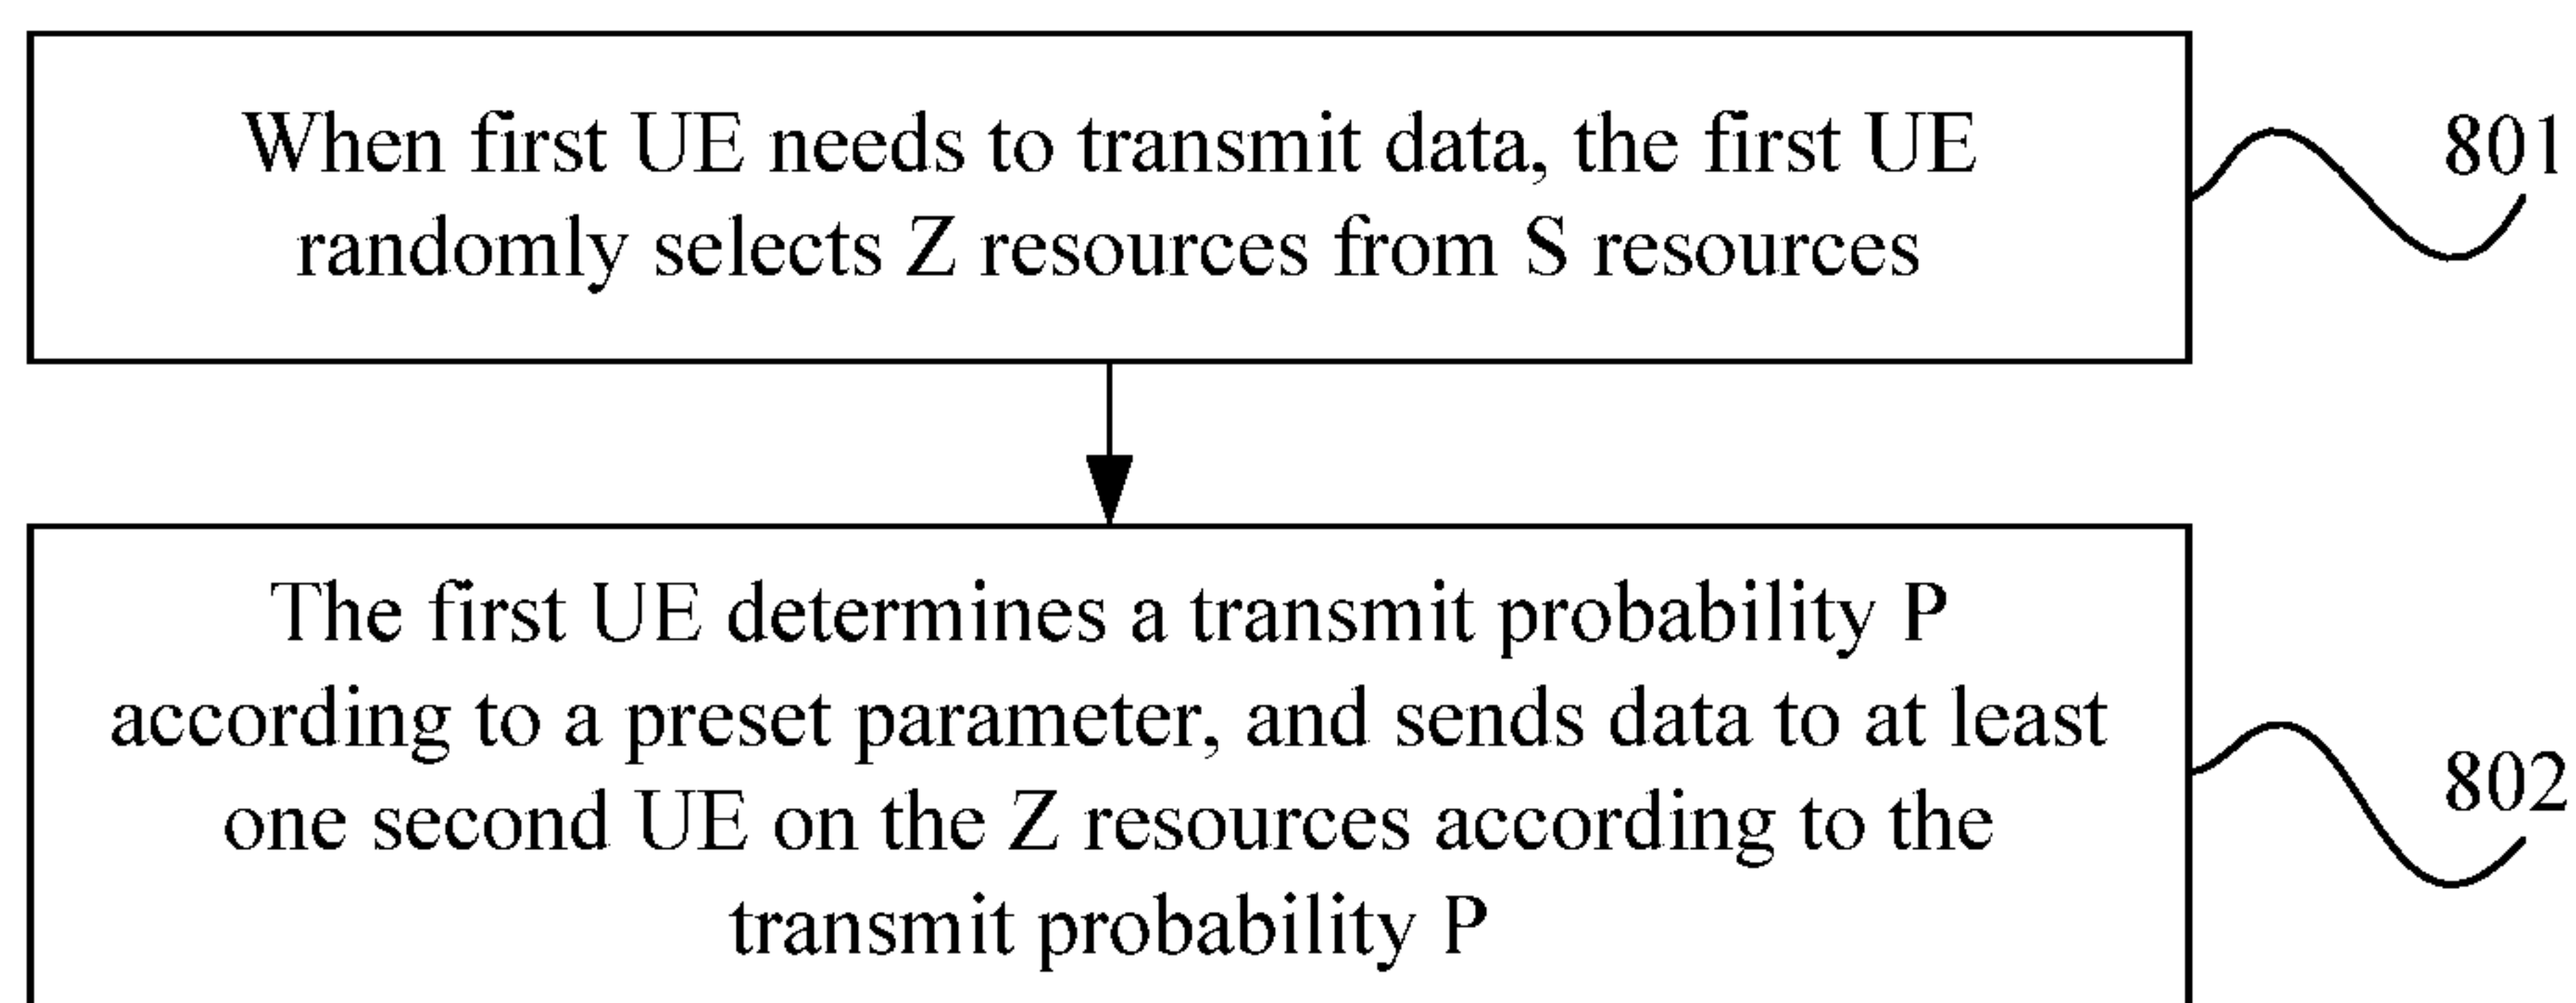 When first UE needs to transmit data, the first UE
randomly selects Z resources from S resources
801
The first UE determines a transmit probability P
according to a preset parameter, and sends data to at least
one second UE on the Z resources according to the
transmit probability P
802